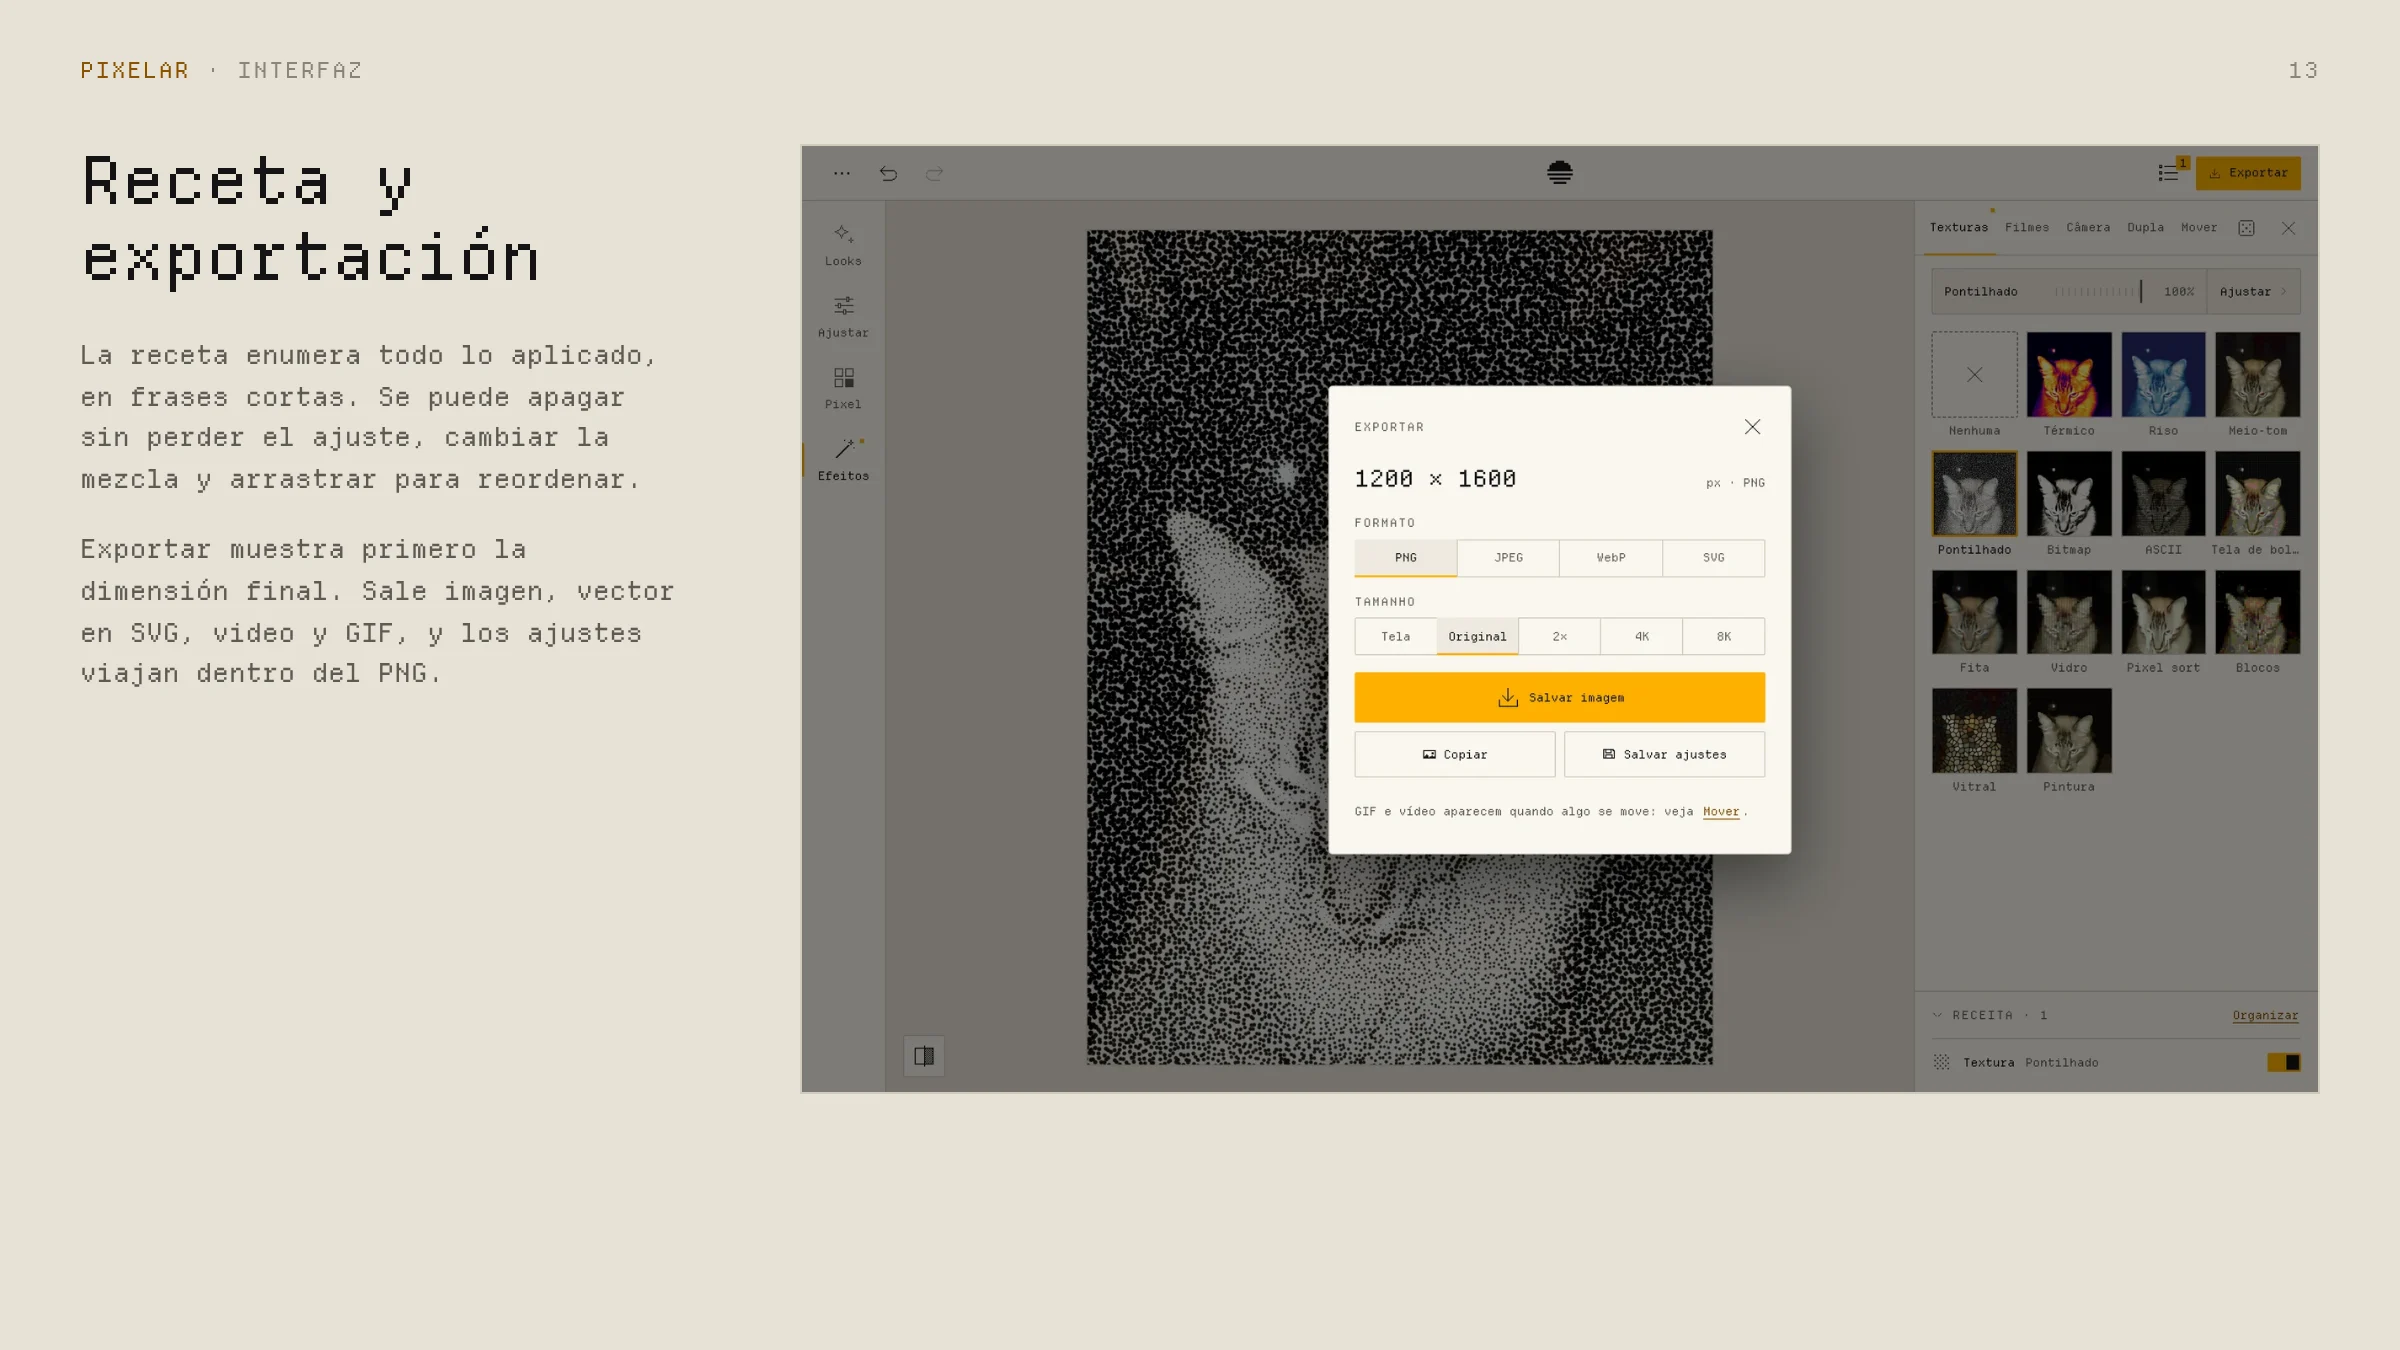 PIXELAR · INTERFAZ
13
Receta y
exportación
La receta enumera todo lo aplicado,
en frases cortas. Se puede apagar
sin perder el ajuste, cambiar la
mezcla y arrastrar para reordenar.
Exportar muestra primero la
dimensión final. Sale imagen, vector
en SVG, video y GIF, y los ajustes
viajan dentro del PNG.
1
Exportar
Looks
Ajustar
Pixel
Efeitos
EXPORTAR
1200 × 1600
px · PNG
FORMATO
PNG JPEG WebP SVG
TAMANHO
Tela Original 2× 4K 8K
Salvar imagem
Copiar
Salvar ajustes
GIF e vídeo aparecem quando algo se move: veja Mover.
Texturas Filmes Câmera Dupla Mover
Pontilhado 100% Ajustar
Nenhuma Térmico Riso Meio-tom
Pontilhado Bitmap ASCII Tela de bol…
Fita Vidro Pixel sort Blocos
Vitral Pintura
RECEITA · 1 Organizar
Textura Pontilhado